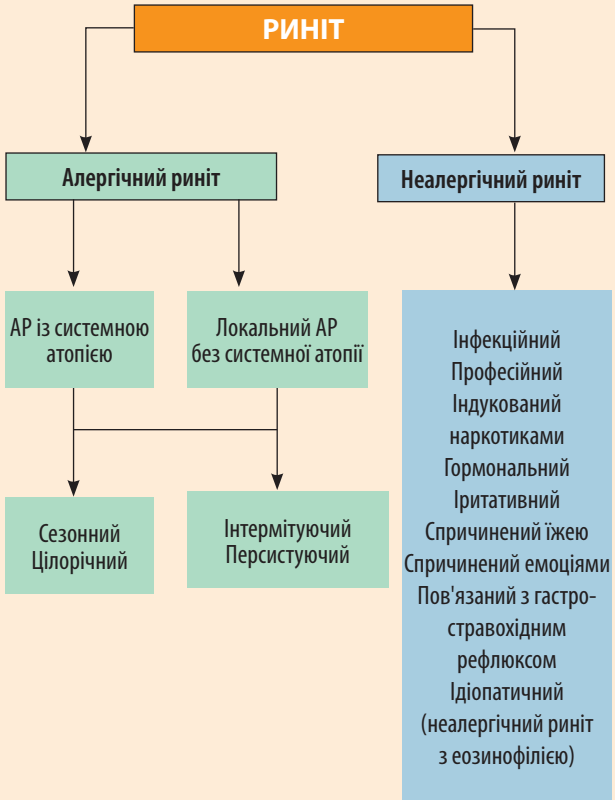 РИНІТ
Алергічний риніт
Неалергічний риніт
АР із системною
атопією
Локальний АР
без системної атопії
Сезонний
Цілорічний
Інтермітуючий
Персистуючий
Інфекційний
Професійний
Індукований
наркотиками
Гормональний
Іритативний
Спричинений їжею
Спричинений емоціями
Пов'язаний з гастро-
стравохідним
рефлюксом
Ідіопатичний
(неалергічний риніт
з еозинофілією)